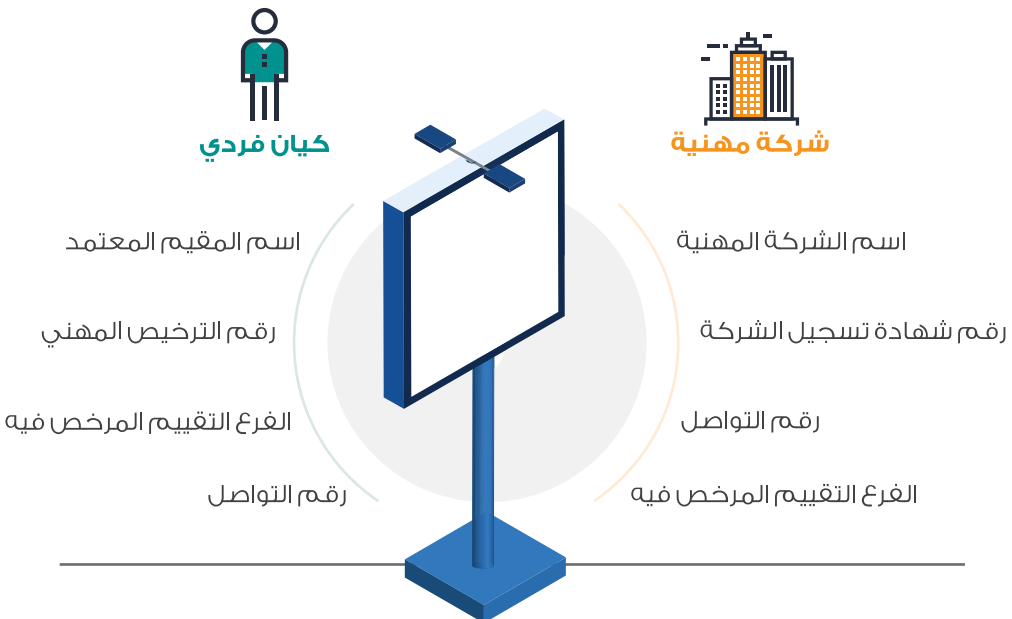 شركة مهنية
اسم الشركة المهنية
رقم شهادة تسجيل الشركة
رقم التواصل
الفرع التقييم المرخص فيه
كيان فردي
اسم المقيم المعتمد
رقم الترخيص المهني
الفرع التقييم المرخص فيه
رقم التواصل